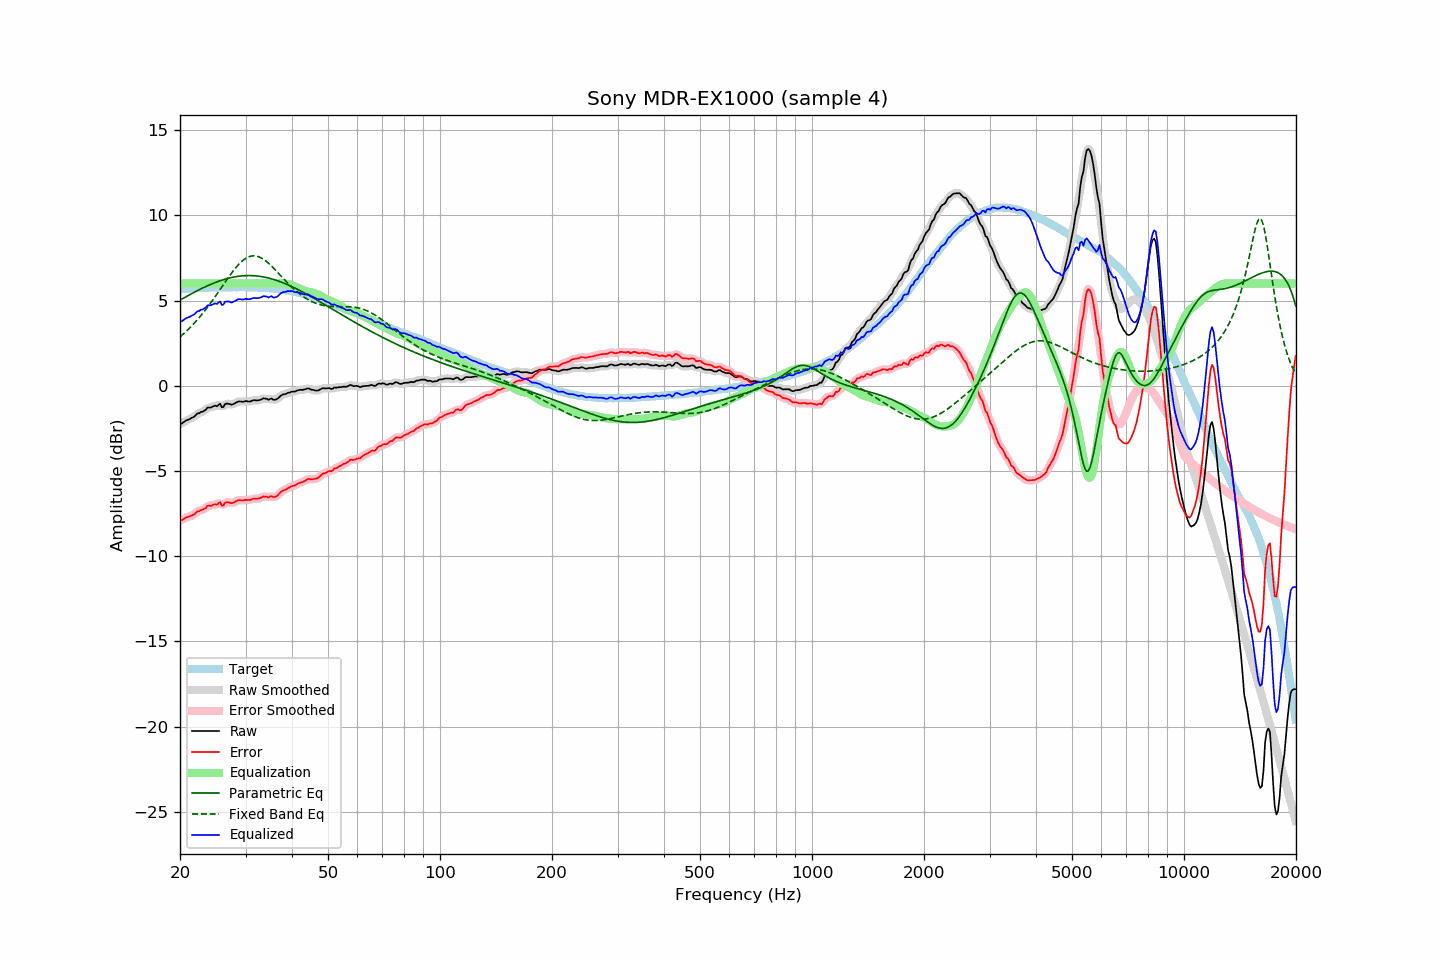 Sony MDR-EX1000 (sample 4)
Amplitude (dBr)
15
10
5
0
−5
−10
−15
−20
−25
Target
Raw Smoothed
Error Smoothed
Raw
Error
Equalization
Parametric Eq
Fixed Band Eq
Equalized
20 50 100 200 500 1000 2000 5000 10000 20000
Frequency (Hz)